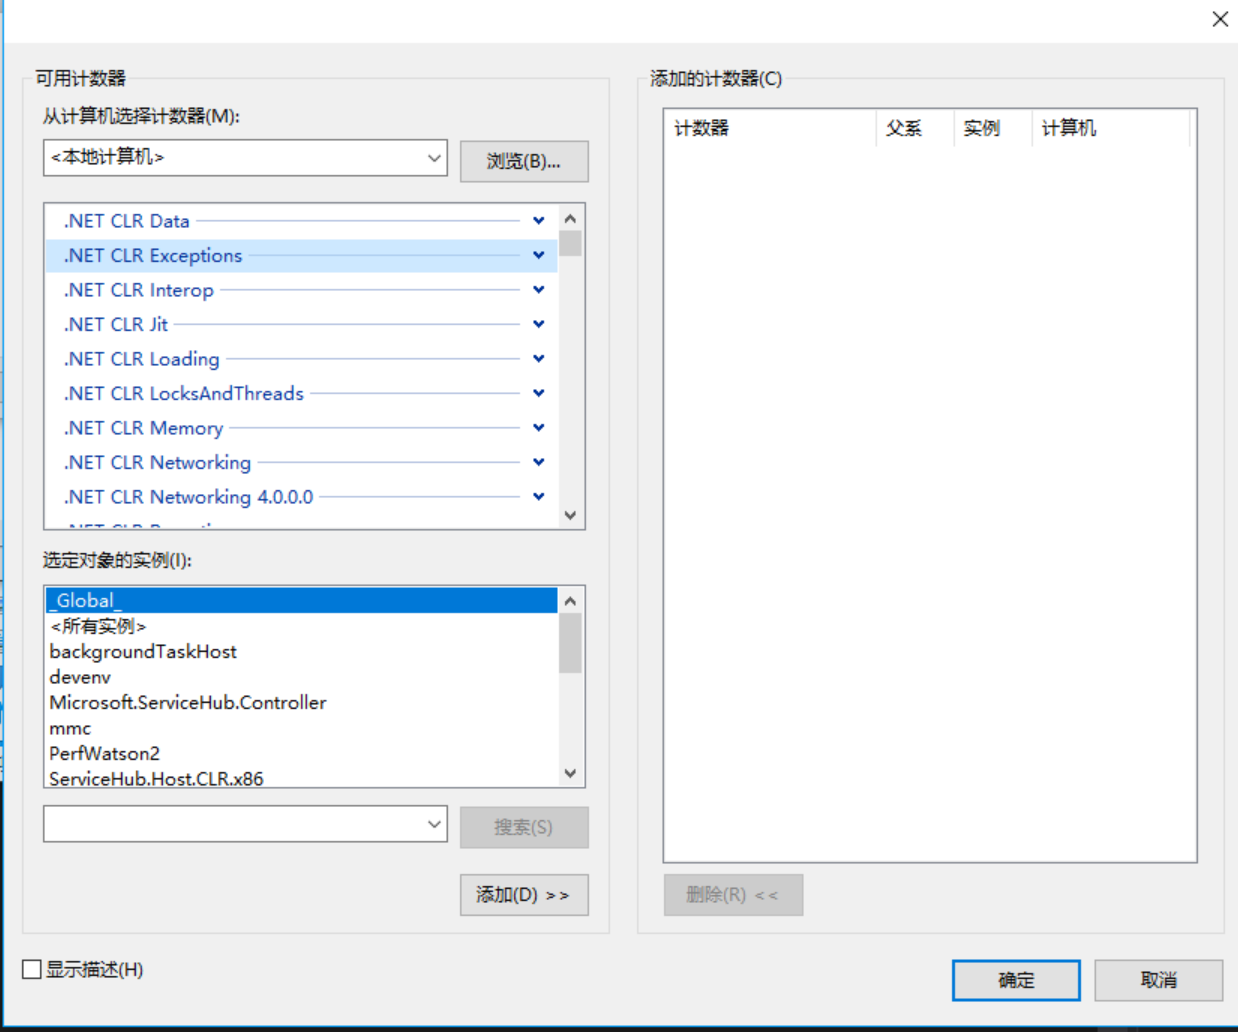 可用计数器
从计算机选择计数器(M):
<本地计算机>
浏览(B)...
.NET CLR Data
.NET CLR Exceptions
.NET CLR Interop
.NET CLR Jit
.NET CLR Loading
.NET CLR LocksAndThreads
.NET CLR Memory
.NET CLR Networking
.NET CLR Networking 4.0.0.0
选定对象的实例(I):
_Global_
<所有实例>
backgroundTaskHost
devenv
Microsoft.ServiceHub.Controller
mmc
PerfWatson2
ServiceHub.Host.CLR.x86
搜索(S)
添加(D) >>
显示描述(H)
添加的计数器(C)
计数器 父系 实例 计算机
删除(R) <<
确定
取消